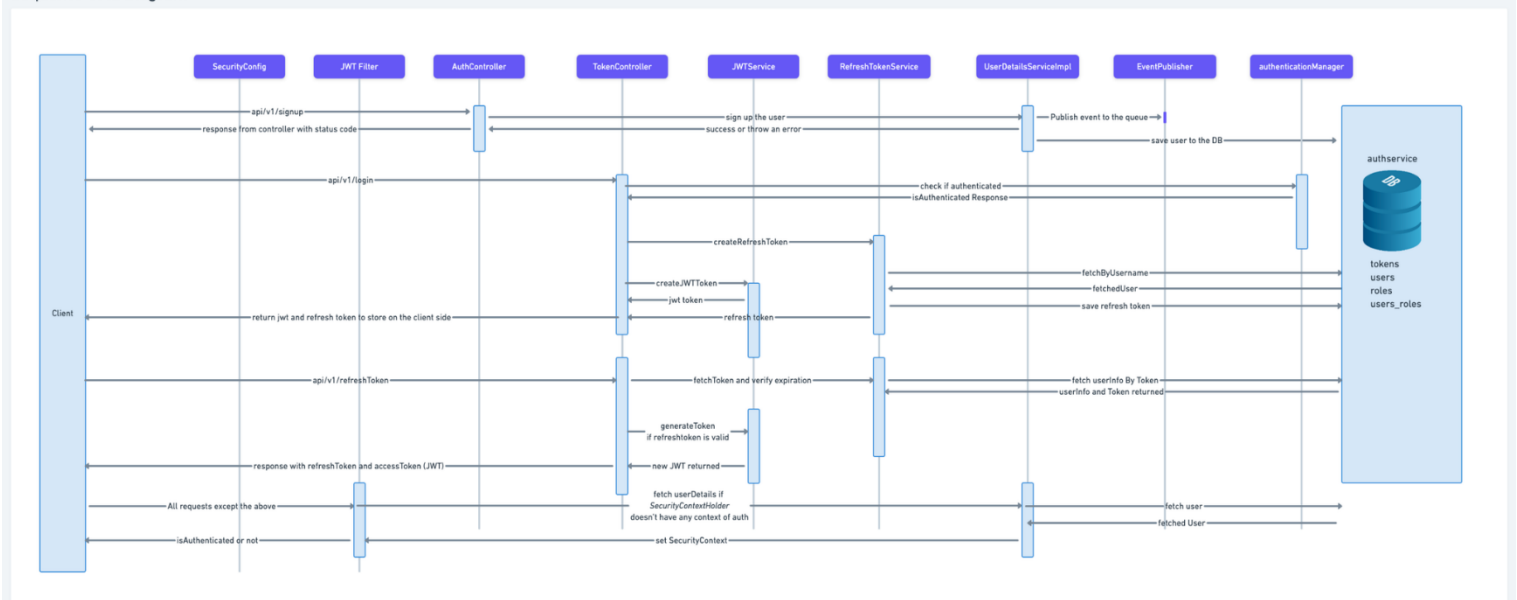 SecurityConfig
JWT Filter
AuthController
TokenController
JWTService
RefreshTokenService
UserDetailsServiceImpl
EventPublisher
authenticationManager
api/v1/signup
sign up the user
Publish event to the queue
response from controller with status code
success or throw an error
save user to the DB
authservice
DB
api/v1/login
check if authenticated
isAuthenticated Response
createRefreshToken
tokens
users
roles
users_roles
fetchByUsername
createJWTToken
fetchedUser
jwt token
save refresh token
Client
return jwt and refresh token to store on the client side
refresh token
api/v1/refreshToken
fetchToken and verify expiration
fetch userInfo By Token
userInfo and Token returned
generateToken
if refreshtoken is valid
response with refreshToken and accessToken (JWT)
new JWT returned
fetch userDetails if
SecurityContextHolder
doesn't have any context of auth
All requests except the above
fetch user
fetched User
isAuthenticated or not
set SecurityContext